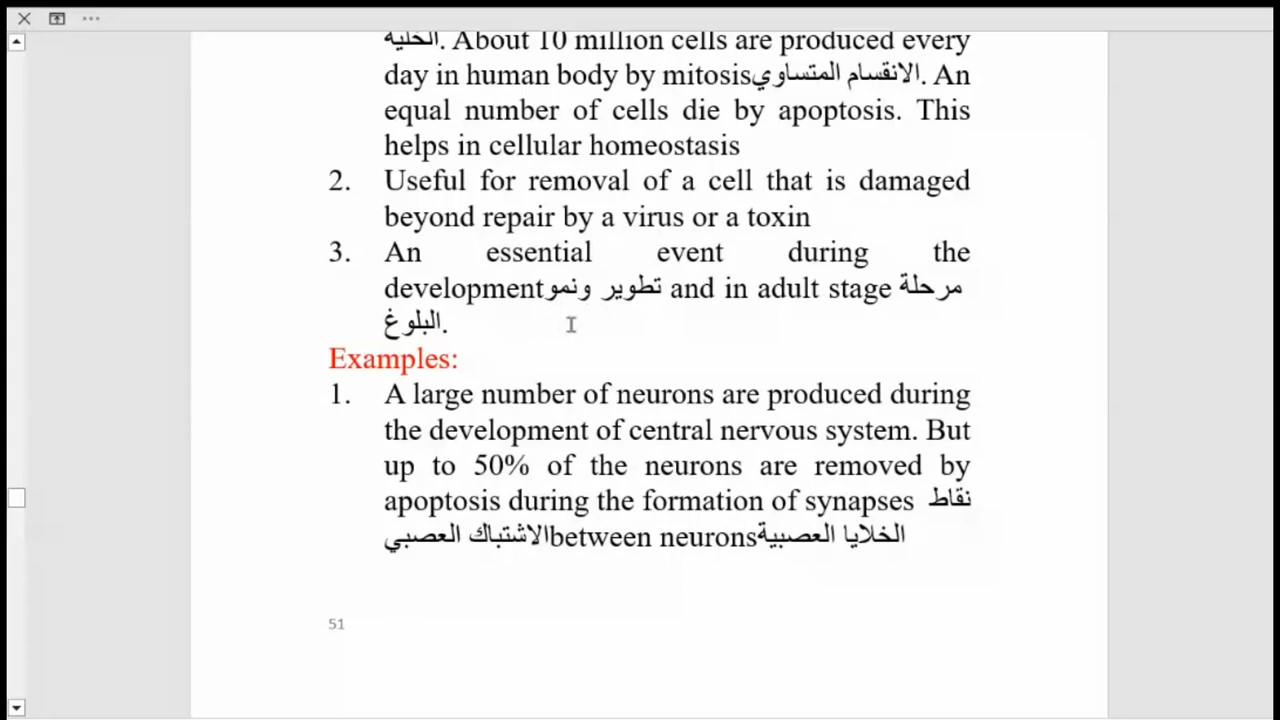 الخلية. About 10 million cells are produced every
day in human body by mitosisالانقسام المتساوي. An
equal number of cells die by apoptosis. This
helps in cellular homeostasis
2. Useful for removal of a cell that is damaged
beyond repair by a virus or a toxin
3. An essential event during the
developmentتطوير ونمو and in adult stage مرحلة
البلوغ.
Examples:
1. A large number of neurons are produced during
the development of central nervous system. But
up to 50% of the neurons are removed by
apoptosis during the formation of synapses نقاط
الاشتباك العصبيbetween neuronsالخلايا العصبية
51